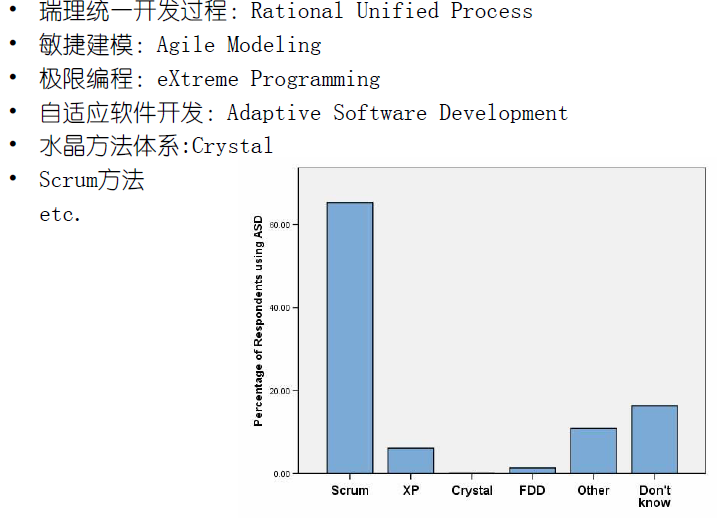 • 瑞理统一开发过程: Rational Unified Process
• 敏捷建模: Agile Modeling
• 极限编程: eXtreme Programming
• 自适应软件开发: Adaptive Software Development
• 水晶方法体系:Crystal
• Scrum方法
etc.
Percentage of Respondents using ASD
60.00
40.00
20.00
0.00
Scrum XP Crystal FDD Other Don't
know